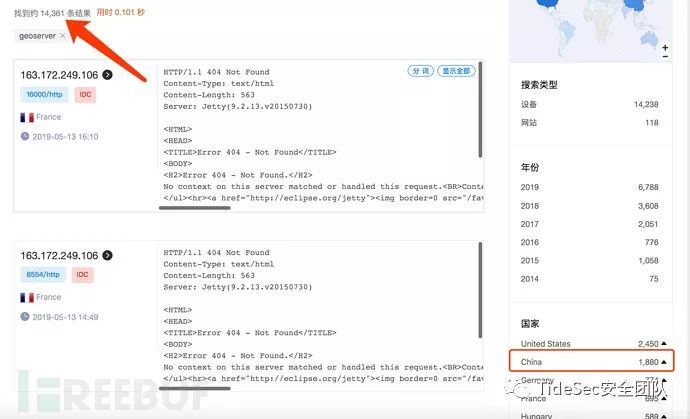 找到约 14,361 条结果 用时 0.101 秒
geoserver ×
163.172.249.106
16000/http IDC
France
2019-05-13 16:10
分 词 显示全部
HTTP/1.1 404 Not Found
Content-Type: text/html
Content-Length: 563
Server: Jetty(9.2.13.v20150730)
<HTML>
<HEAD>
<TITLE>Error 404 - Not Found</TITLE>
<BODY>
<H2>Error 404 - Not Found.</H2>
No context on this server matched or handled this request.<BR>Conte
</ul><hr><a href="http://eclipse.org/jetty"><img border=0 src="/fav
163.172.249.106
8554/http IDC
France
2019-05-13 14:49
HTTP/1.1 404 Not Found
Content-Type: text/html
Content-Length: 563
Server: Jetty(9.2.13.v20150730)
<HTML>
<HEAD>
<TITLE>Error 404 - Not Found</TITLE>
<BODY>
<H2>Error 404 - Not Found.</H2>
No context on this server matched or handled this request.<BR>Conte
</ul><hr><a href="http://eclipse.org/jetty"><img border=0 src="/fav
+
−
搜索类型
设备 14,238
网站 118
年份
2019 6,788
2018 3,608
2017 2,051
2016 776
2015 1,058
2014 75
国家
United States 2,450
China 1,880
Germany 774
France 695
Hungary 589
REEBUF
TideSec安全团队